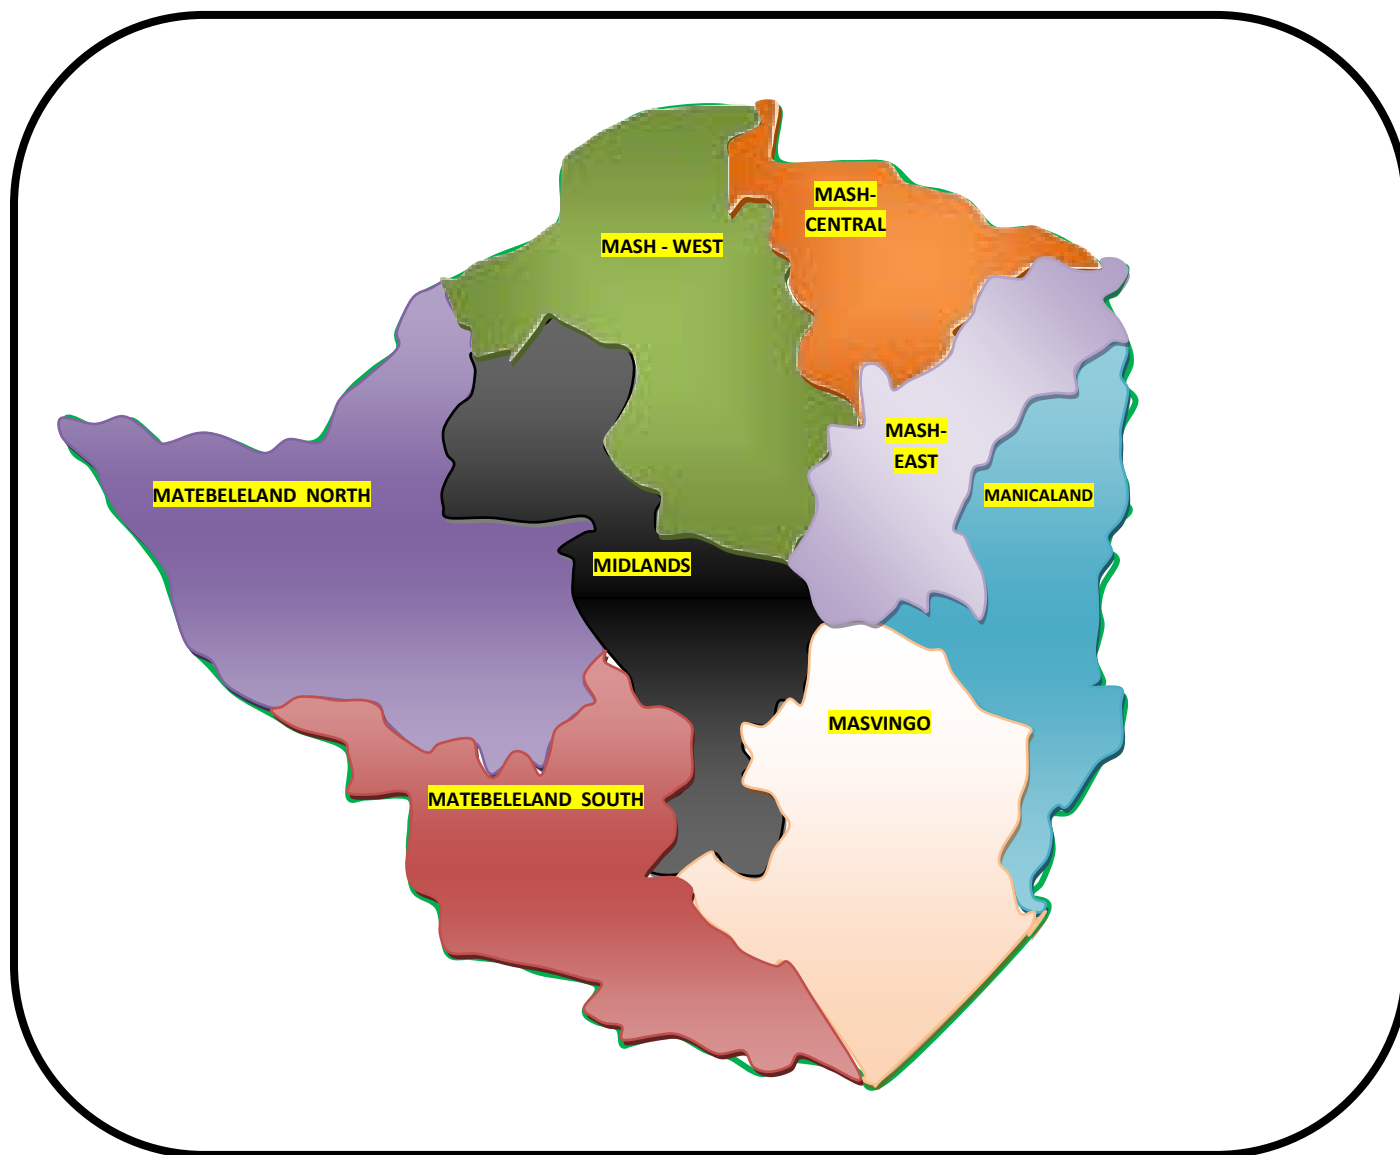 MASH-
CENTRAL
MASH - WEST
MASH-
EAST
MATEBELELAND  NORTH
MANICALAND
MIDLANDS
MASVINGO
MATEBELELAND  SOUTH